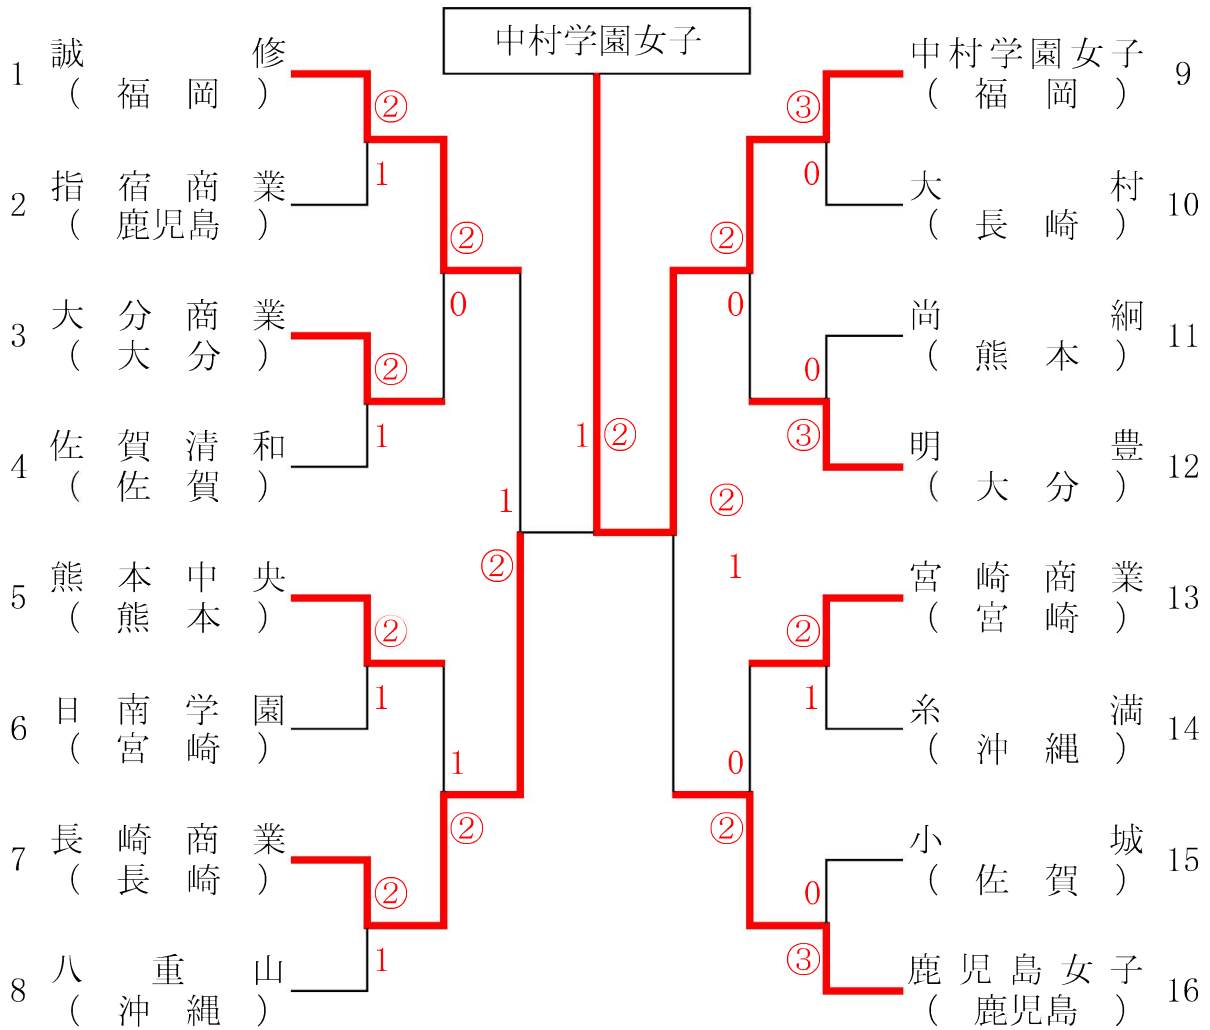 中村学園女子
1 誠修
(福岡)
②
1
2 指宿商業
(鹿児島)
②
0
3 大分商業
(大分)
②
1
4 佐賀清和
(佐賀)
1
②
5 熊本中央
(熊本)
②
1
6 日南学園
(宮崎)
1
②
7 長崎商業
(長崎)
②
1
8 八重山
(沖縄)
1 ②
中村学園女子 9
(福岡)
③
0
大村 10
(長崎)
②
0
尚絅 11
(熊本)
0
③
明豊 12
(大分)
②
1
宮崎商業 13
(宮崎)
②
1
糸満 14
(沖縄)
0
②
小城 15
(佐賀)
0
③
鹿児島女子 16
(鹿児島)